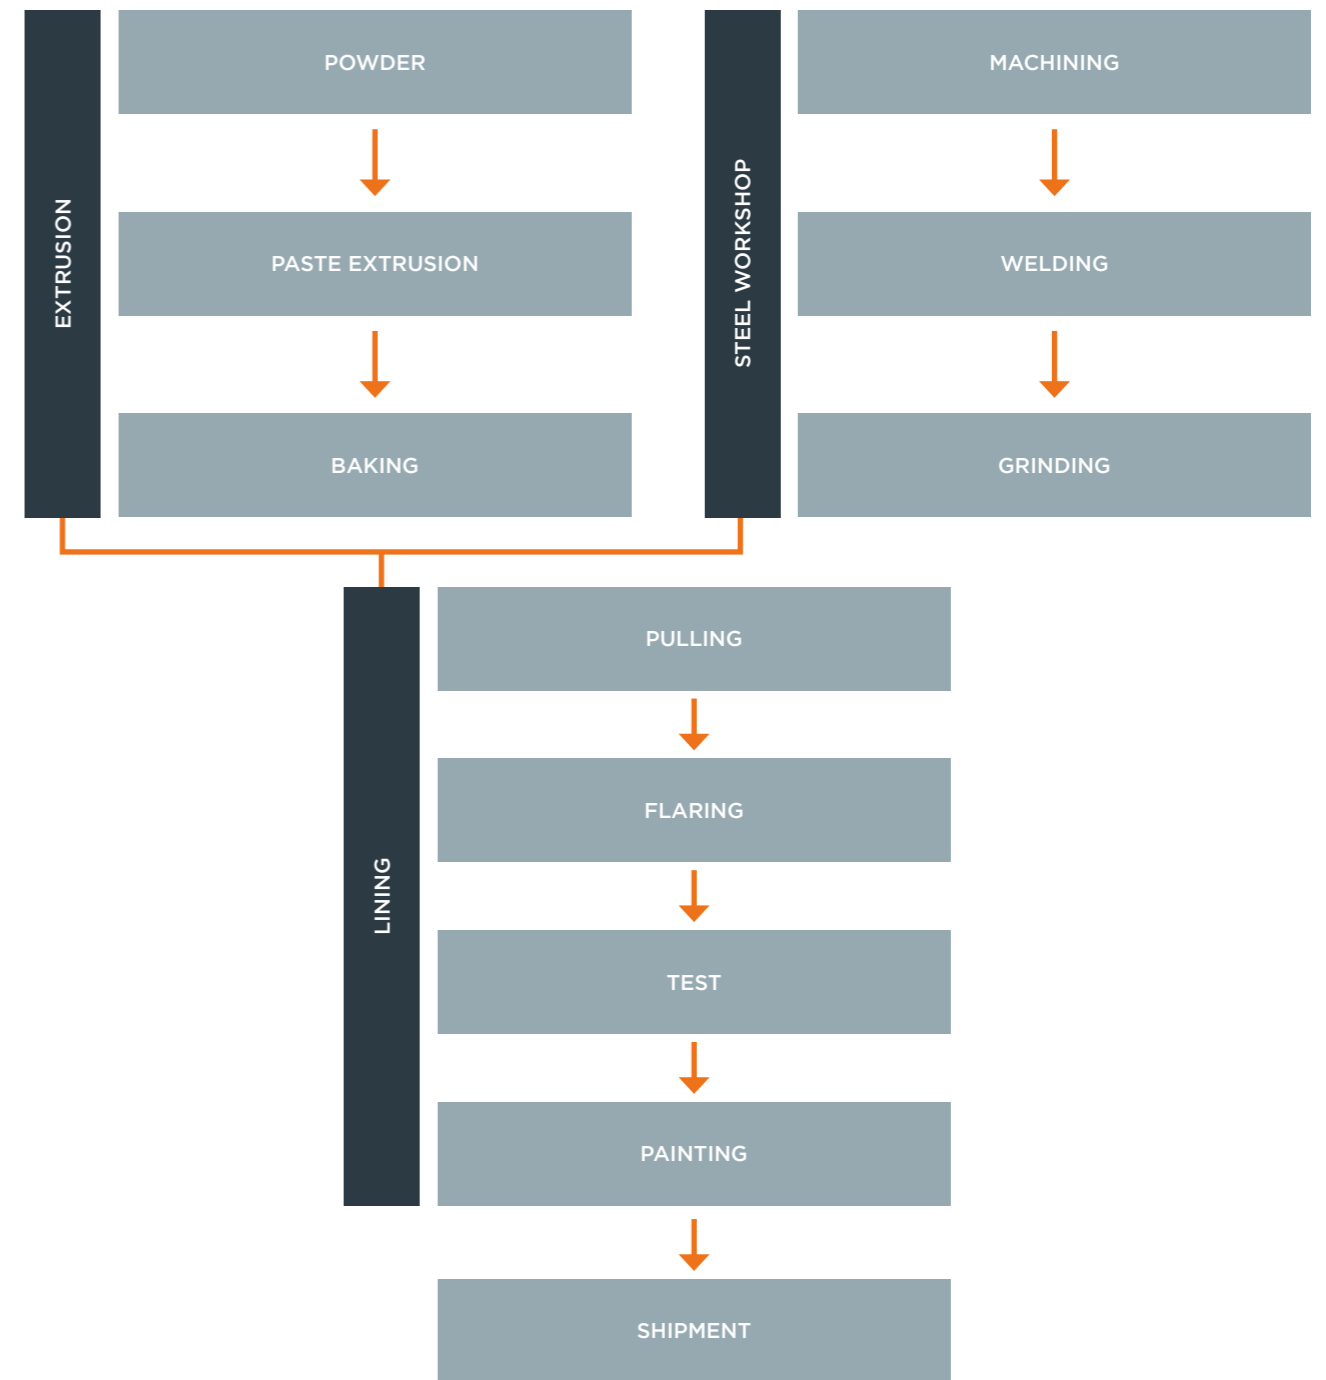 EXTRUSION
POWDER
PASTE EXTRUSION
BAKING
STEEL WORKSHOP
MACHINING
WELDING
GRINDING
LINING
PULLING
FLARING
TEST
PAINTING
SHIPMENT